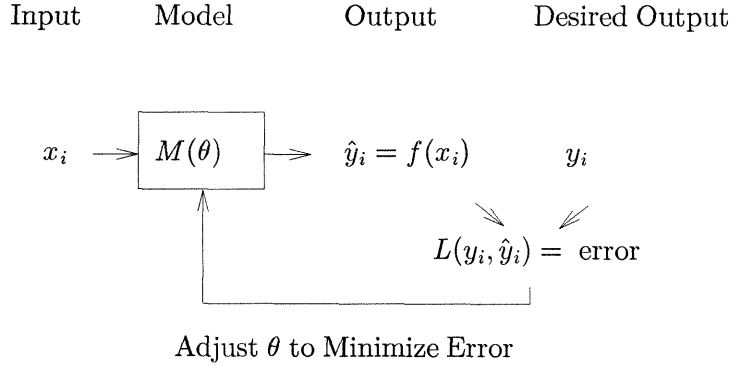 Input Model Output Desired Output
x_i M(θ) ŷ_i = f(x_i) y_i
L(y_i, ŷ_i) = error
Adjust θ to Minimize Error